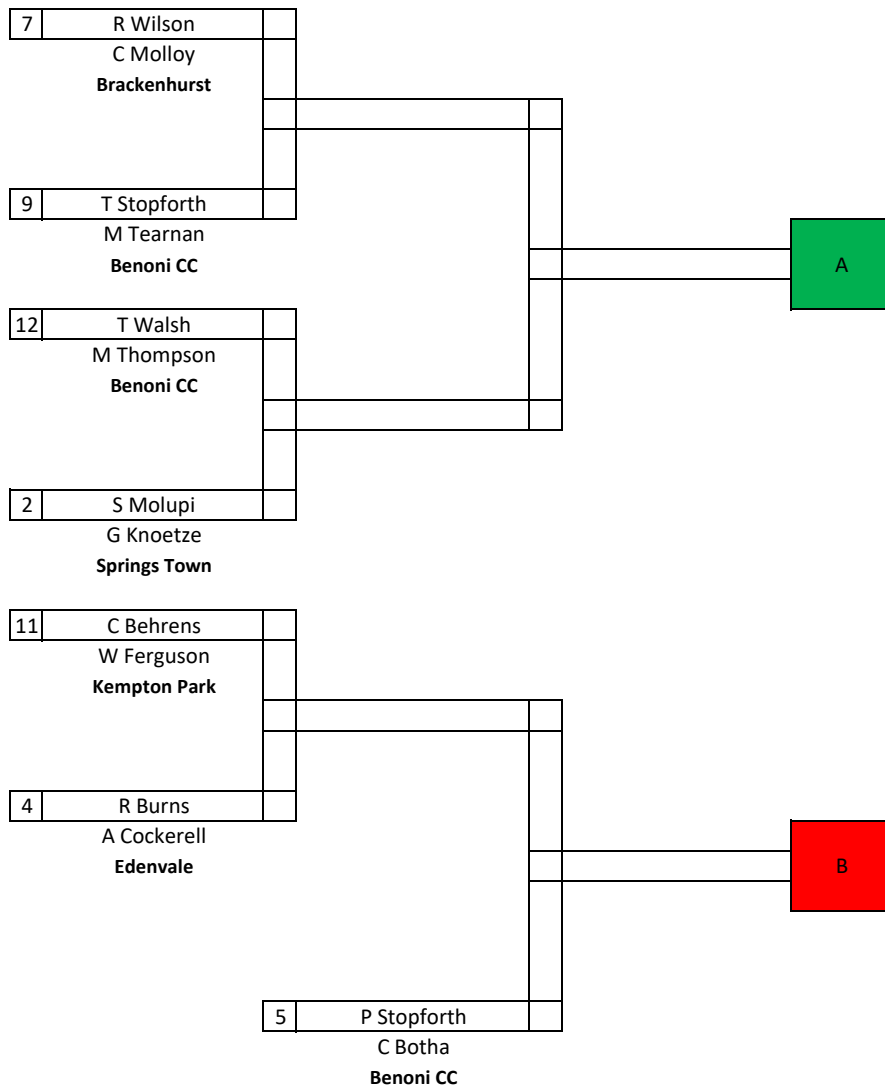 7 R Wilson
C Molloy
Brackenhurst
9 T Stopforth
M Tearnan
Benoni CC
A
12 T Walsh
M Thompson
Benoni CC
2 S Molupi
G Knoetze
Springs Town
11 C Behrens
W Ferguson
Kempton Park
4 R Burns
A Cockerell
Edenvale
B
5 P Stopforth
C Botha
Benoni CC